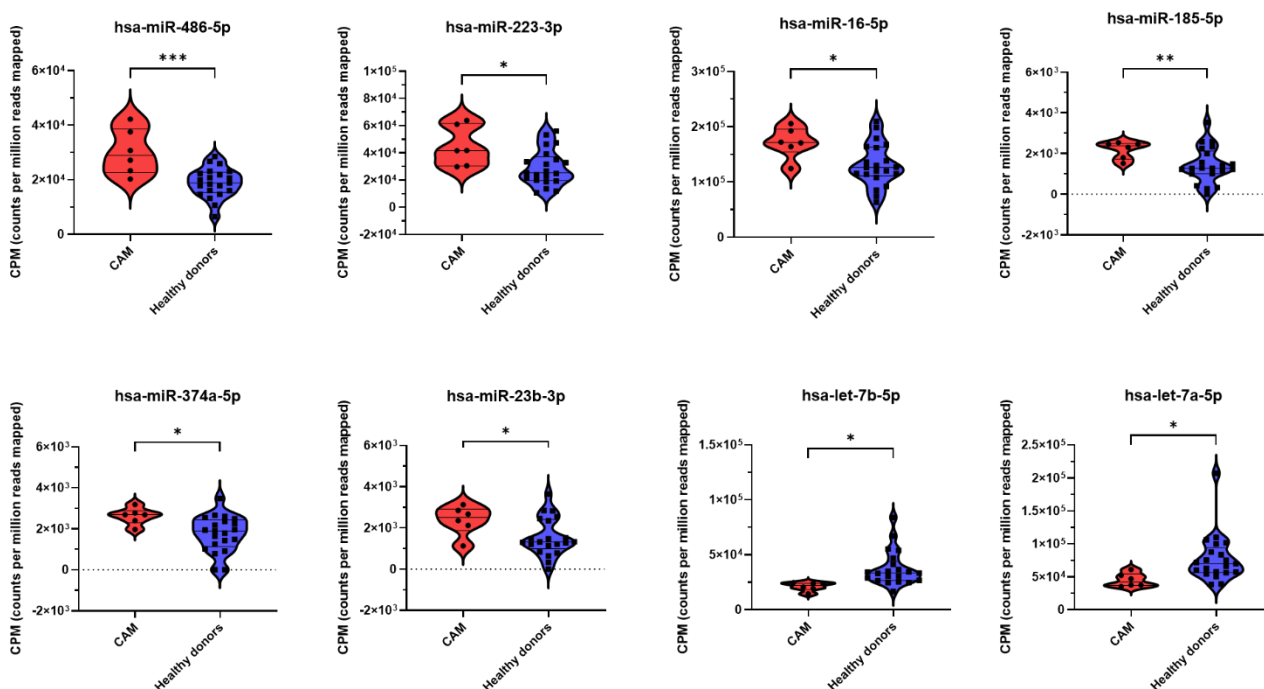 hsa-miR-486-5p
***
CPM (counts per million reads mapped)
6×10⁴
4×10⁴
2×10⁴
0
CAM
Healthy donors
hsa-miR-223-3p
*
CPM (counts per million reads mapped)
1×10⁵
8×10⁴
6×10⁴
4×10⁴
2×10⁴
0
-2×10⁴
CAM
Healthy donors
hsa-miR-16-5p
*
CPM (counts per million reads mapped)
3×10⁵
2×10⁵
1×10⁵
0
CAM
Healthy donors
hsa-miR-185-5p
**
CPM (counts per million reads mapped)
6×10³
4×10³
2×10³
0
-2×10³
CAM
Healthy donors
hsa-miR-374a-5p
*
CPM (counts per million reads mapped)
6×10³
4×10³
2×10³
0
-2×10³
CAM
Healthy donors
hsa-miR-23b-3p
*
CPM (counts per million reads mapped)
6×10³
4×10³
2×10³
0
-2×10³
CAM
Healthy donors
hsa-let-7b-5p
*
CPM (counts per million reads mapped)
1.5×10⁵
1×10⁵
5×10⁴
0
CAM
Healthy donors
hsa-let-7a-5p
*
CPM (counts per million reads mapped)
2.5×10⁵
2×10⁵
1.5×10⁵
1×10⁵
5×10⁴
0
CAM
Healthy donors